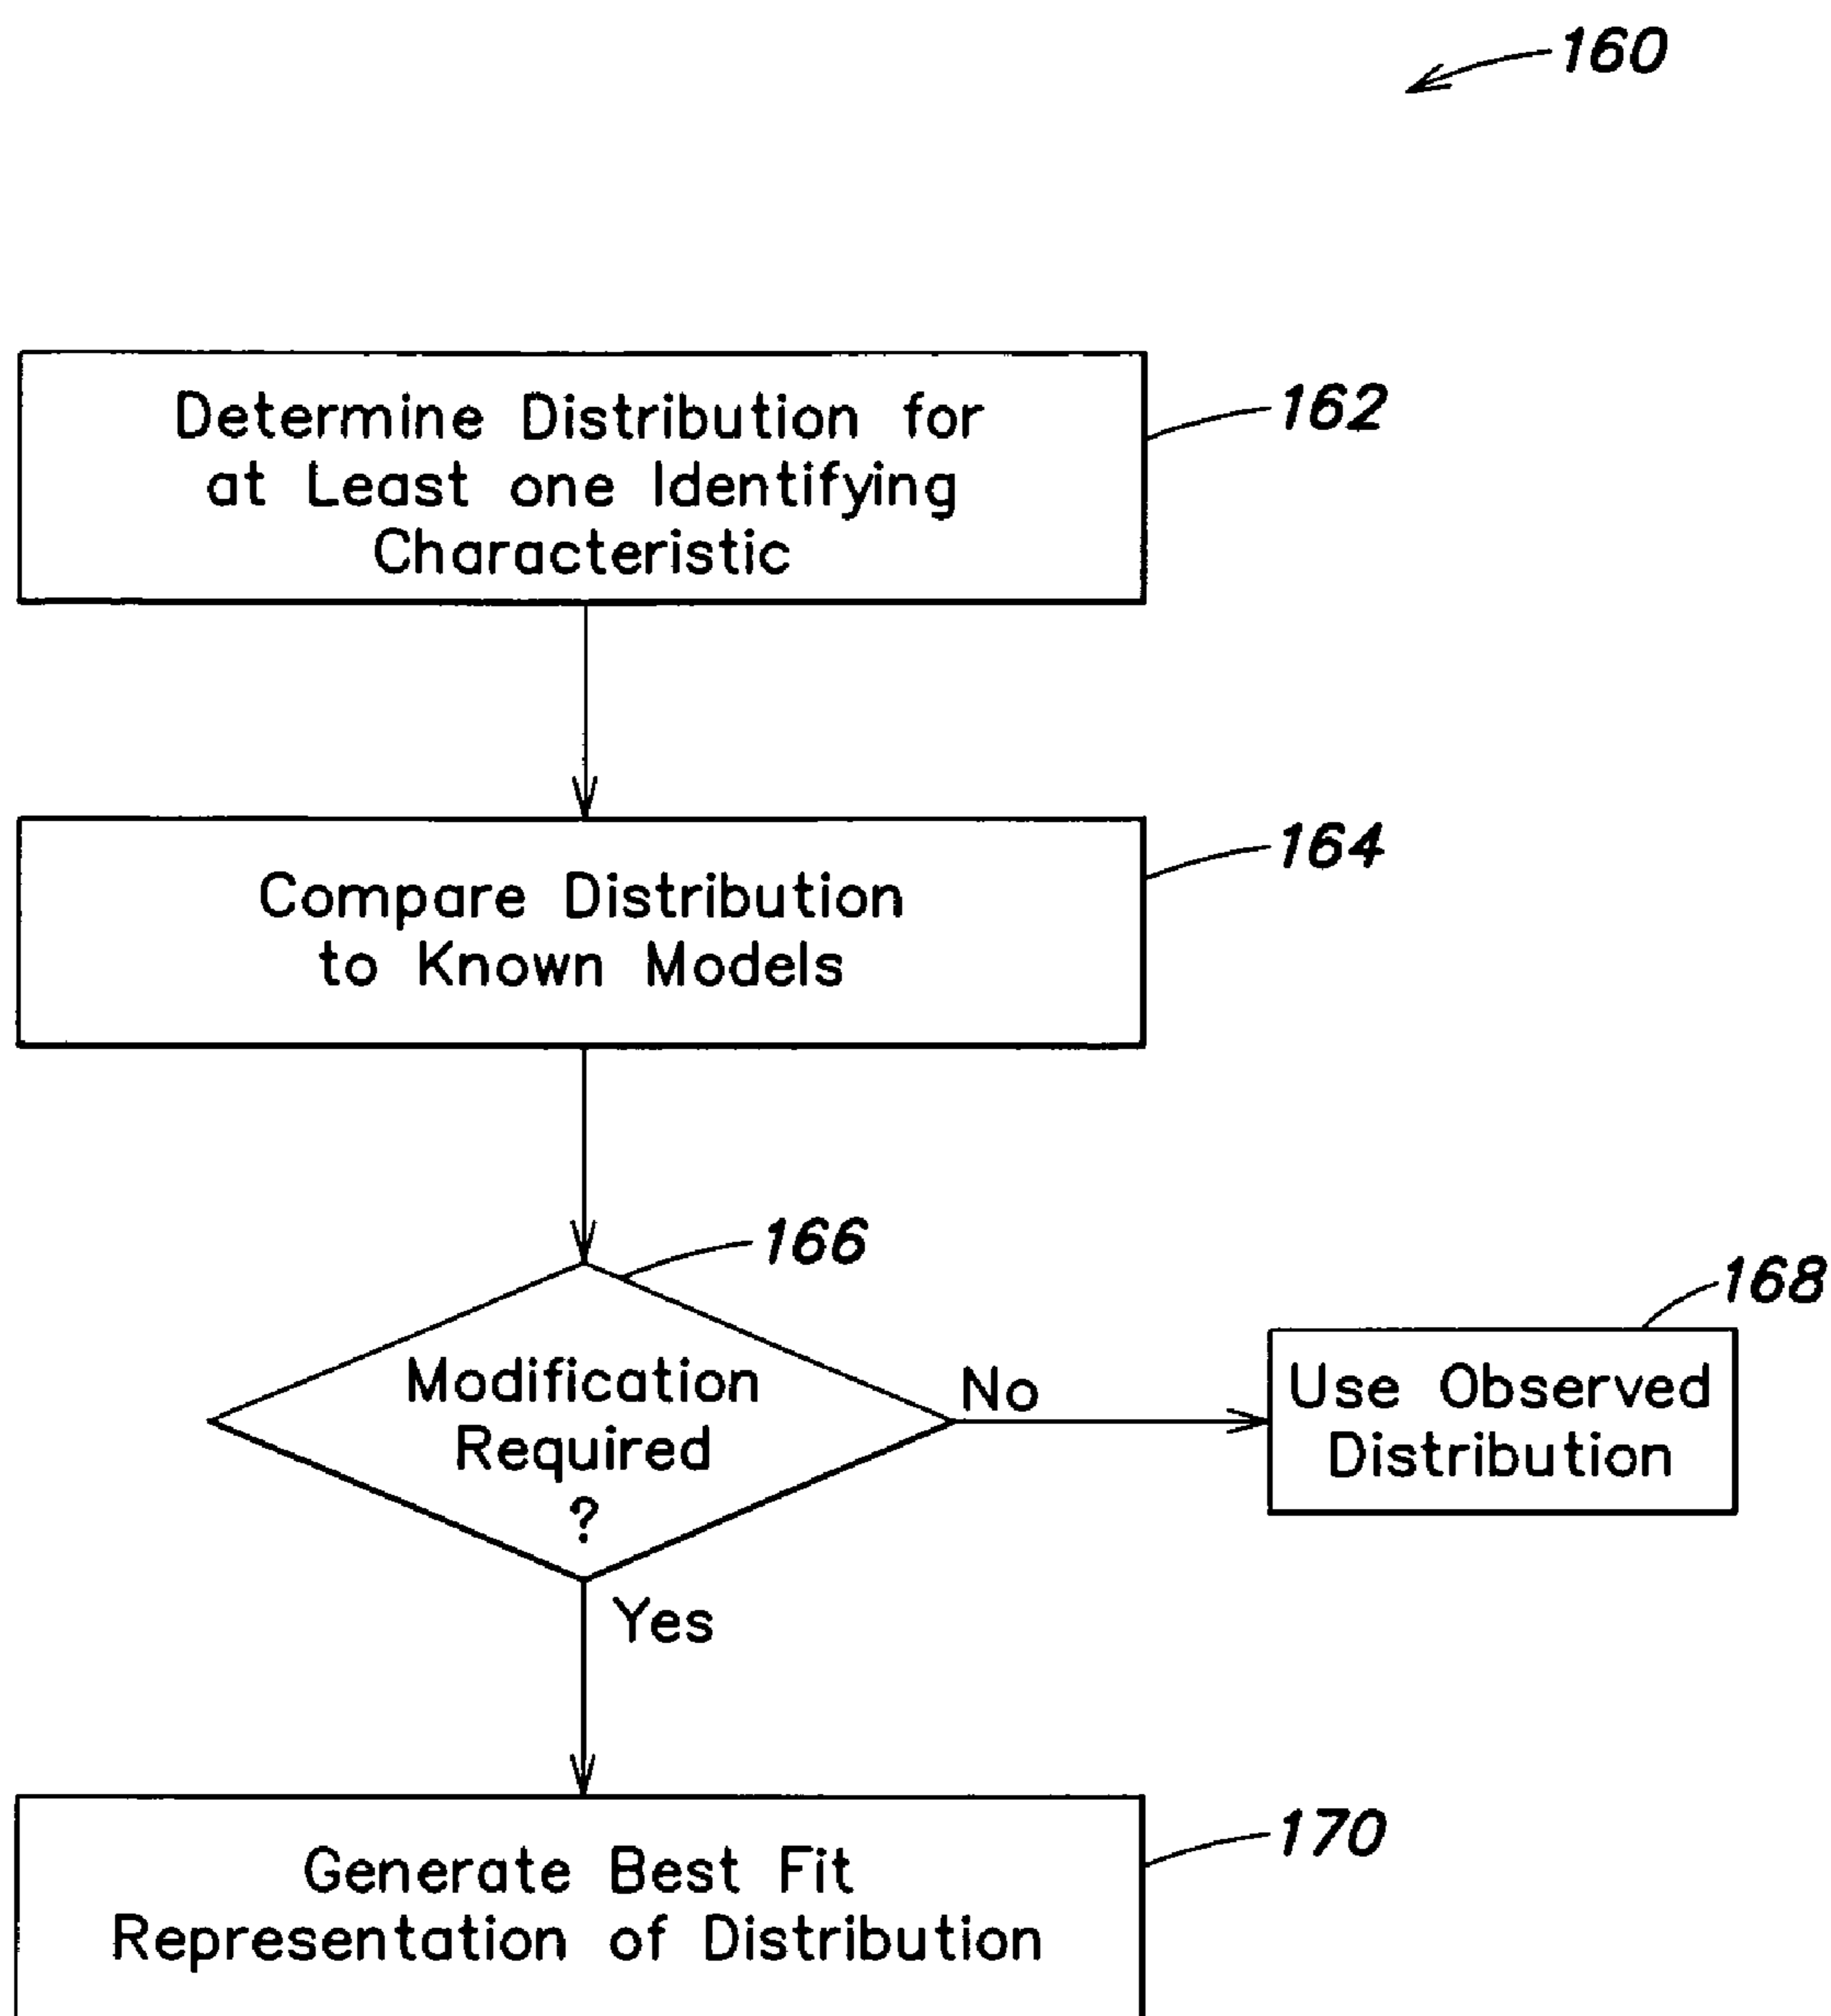 160
Determine Distribution for
at Least one Identifying
Characteristic
162
Compare Distribution
to Known Models
164
166
Modification
Required
?
No
168
Use Observed
Distribution
Yes
Generate Best Fit
Representation of Distribution
170